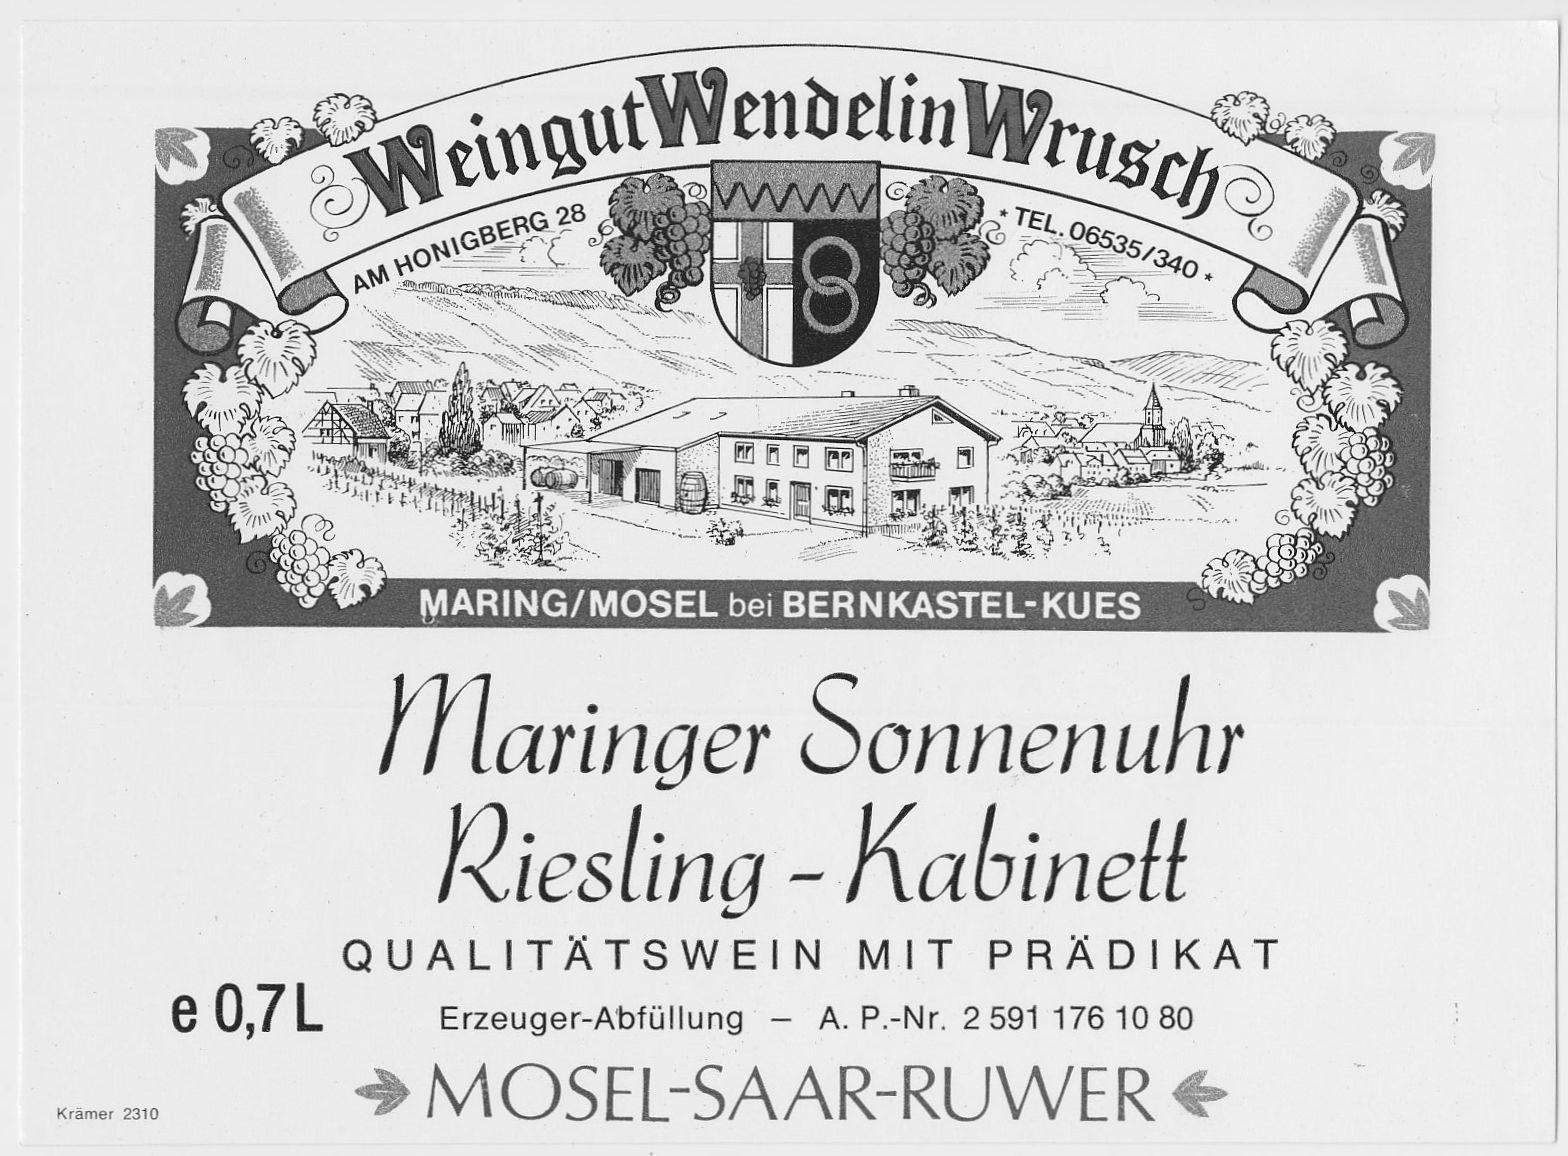 Weingut Wendelin Wrusch
AM HONIGBERG 28
* TEL. 06535/340 *
MARING/MOSEL bei BERNKASTEL-KUES
Maringer Sonnenuhr
Riesling - Kabinett
QUALITÄTSWEIN MIT PRÄDIKAT
e 0,7 L
Erzeuger-Abfüllung – A. P.-Nr. 2 591 176 10 80
MOSEL-SAAR-RUWER
Krämer 2310